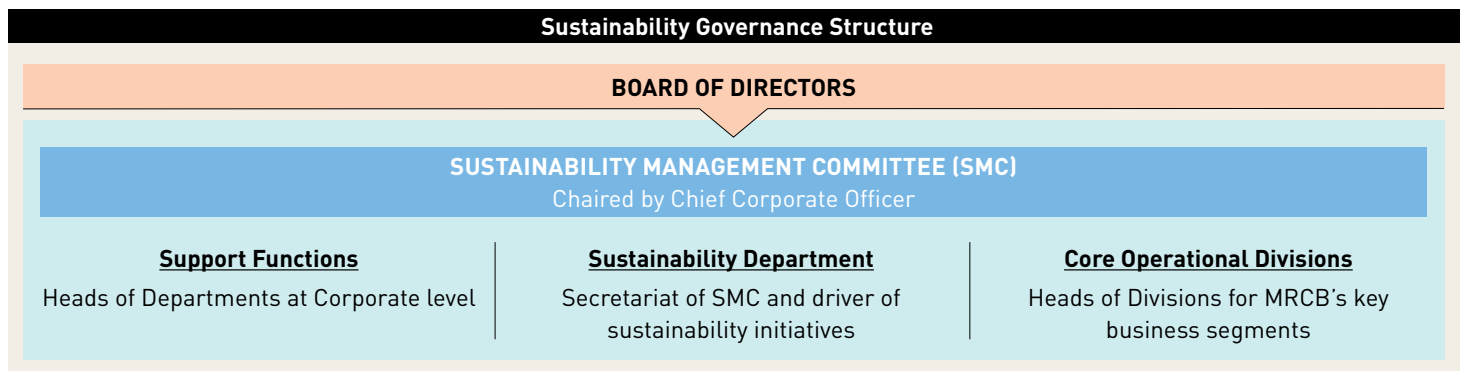 Sustainability Governance Structure
BOARD OF DIRECTORS
SUSTAINABILITY MANAGEMENT COMMITTEE (SMC)
Chaired by Chief Corporate Officer
Support Functions
Heads of Departments at Corporate level
Sustainability Department
Secretariat of SMC and driver of
sustainability initiatives
Core Operational Divisions
Heads of Divisions for MRCB's key
business segments